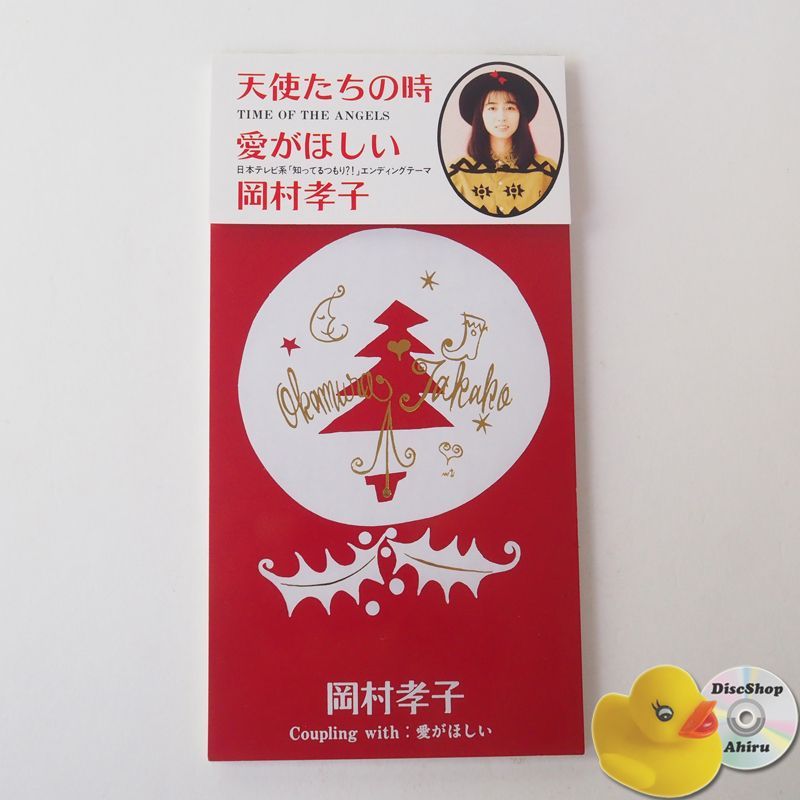 天使たちの時
TIME OF THE ANGELS
愛がほしい
日本テレビ系「知ってるつもり?!」エンディングテーマ
岡村孝子
Okamura Takako
岡村孝子
Coupling with : 愛がほしい
DiscShop
Ahiru